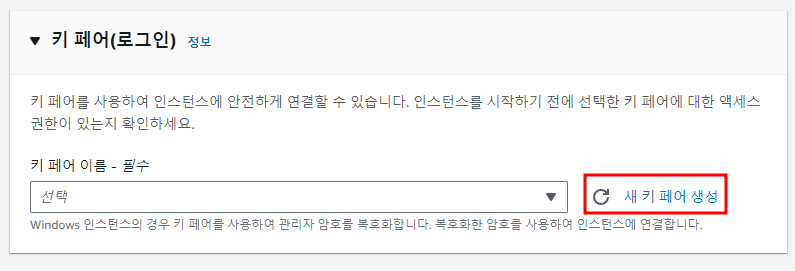 키 페어(로그인) 정보
키 페어를 사용하여 인스턴스에 안전하게 연결할 수 있습니다. 인스턴스를 시작하기 전에 선택한 키 페어에 대한 액세스
권한이 있는지 확인하세요.
키 페어 이름 - 필수
선택
새 키 페어 생성
Windows 인스턴스의 경우 키 페어를 사용하여 관리자 암호를 복호화합니다. 복호화한 암호를 사용하여 인스턴스에 연결합니다.